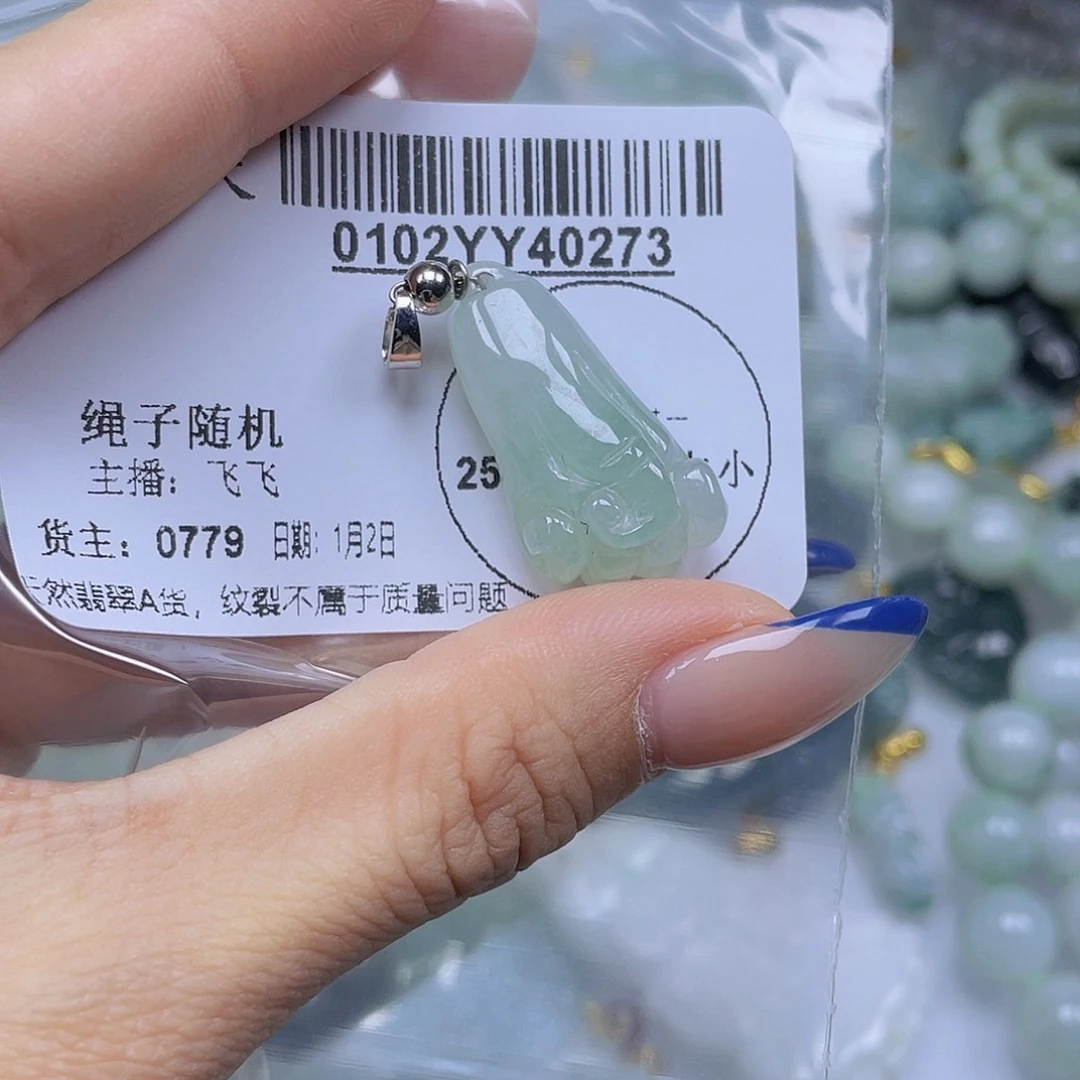 0102YY40273
25 小
绳子随机
主播：飞飞
货主：0779 日期：1月2日
然翡翠A货，纹裂不属于质量问题